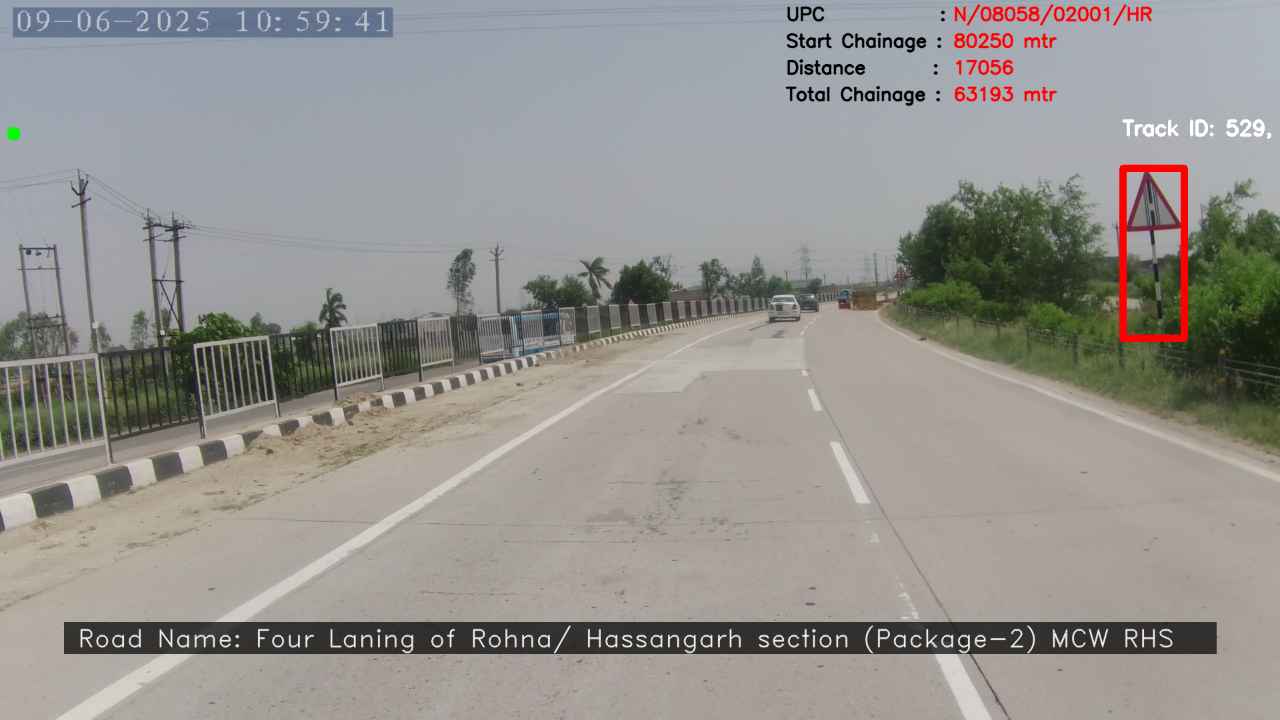 09-06-2025 10:59:41
UPC : N/08058/02001/HR
Start Chainage : 80250 mtr
Distance : 17056
Total Chainage : 63193 mtr
Track ID: 529,
Road Name: Four Laning of Rohna/ Hassangarh section (Package-2) MCW RHS